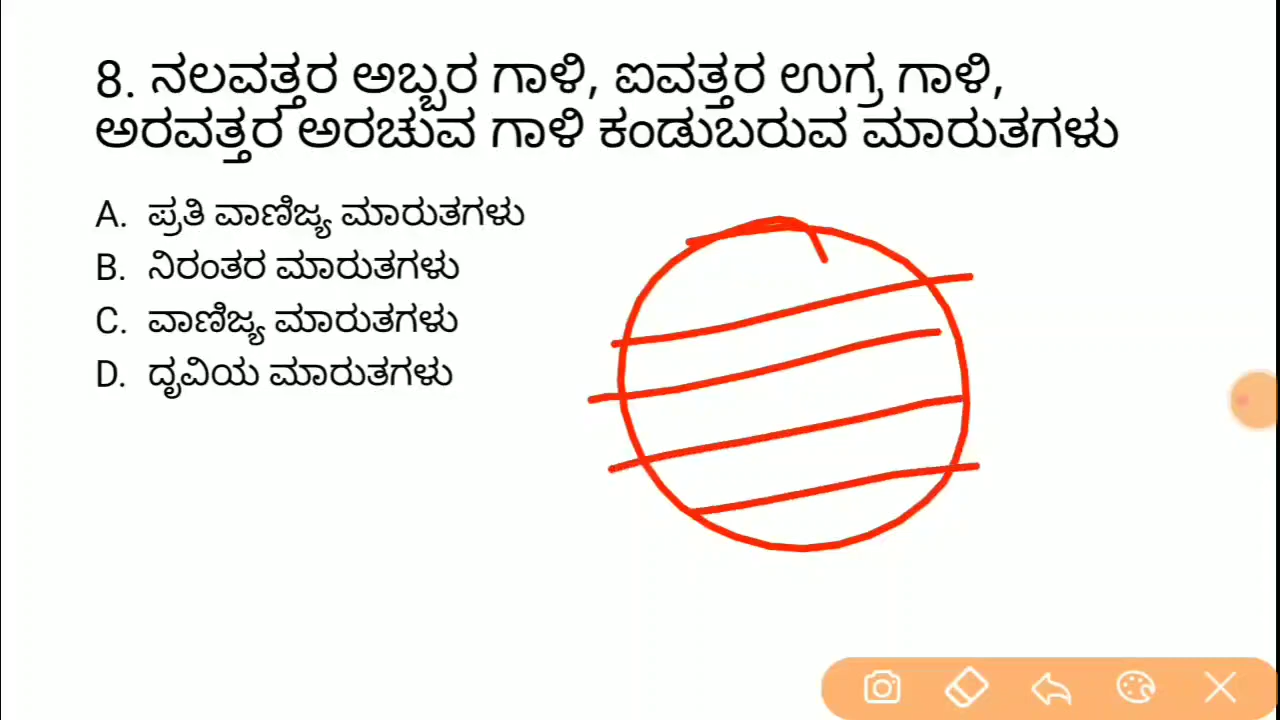 8. ನಲವತ್ತರ ಅಬ್ಬರ ಗಾಳಿ, ಐವತ್ತರ ಉಗ್ರ ಗಾಳಿ,
ಅರವತ್ತರ ಅರಚುವ ಗಾಳಿ ಕಂಡುಬರುವ ಮಾರುತಗಳು
A. ಪ್ರತಿ ವಾಣಿಜ್ಯ ಮಾರುತಗಳು
B. ನಿರಂತರ ಮಾರುತಗಳು
C. ವಾಣಿಜ್ಯ ಮಾರುತಗಳು
D. ದೃವಿಯ ಮಾರುತಗಳು